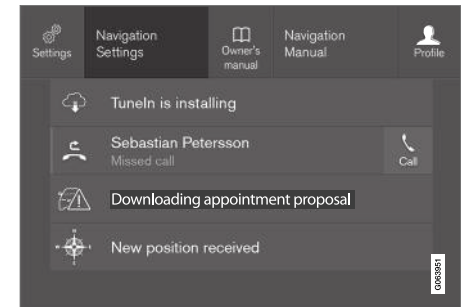 Settings
Navigation
Settings
Owner's
manual
Navigation
Manual
Profile
TuneIn is installing
Sebastian Petersson
Missed call
Call
Downloading appointment proposal
New position received
G063951